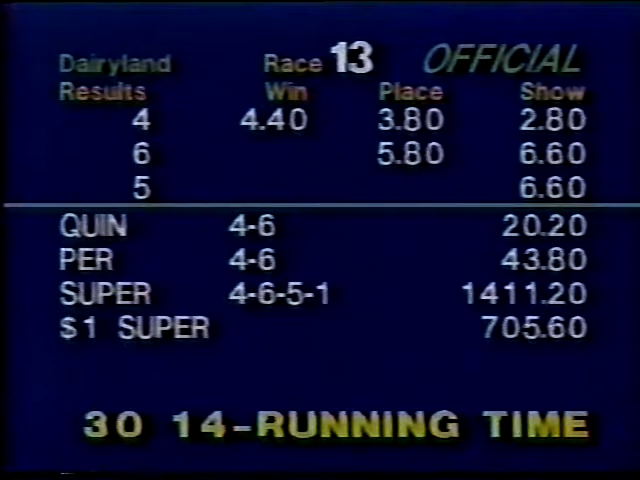 Dairyland Race 13 OFFICIAL
Results Win Place Show
4 4.40 3.80 2.80
6 5.80 6.60
5 6.60
QUIN 4-6 20.20
PER 4-6 43.80
SUPER 4-6-5-1 1411.20
$1 SUPER 705.60
30 14-RUNNING TIME